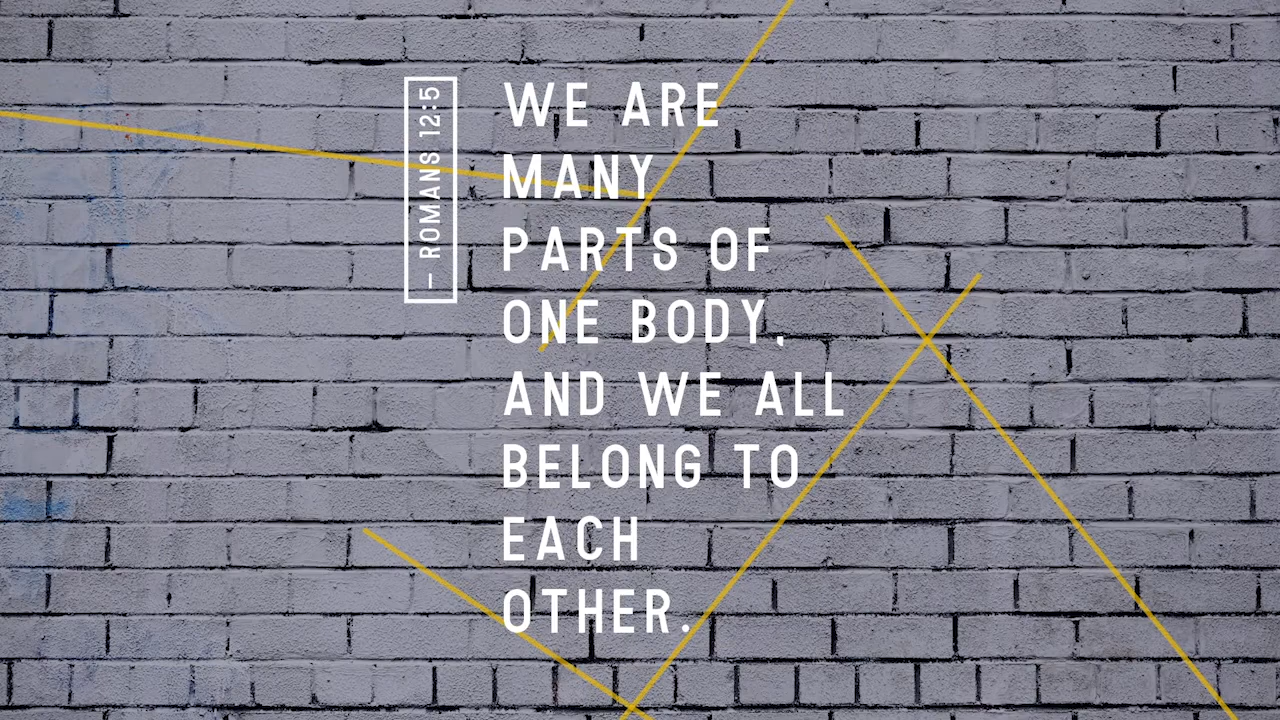 — ROMANS 12:5
WE ARE
MANY
PARTS OF
ONE BODY,
AND WE ALL
BELONG TO
EACH
OTHER.